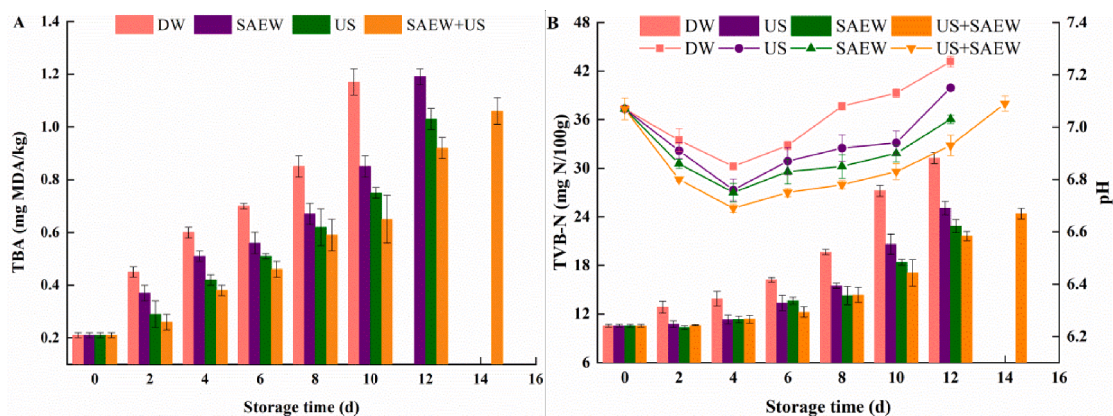 A
DW SAEW US SAEW+US
TBA (mg MDA/kg)
1.4
1.2
1.0
0.8
0.6
0.4
0.2
0 2 4 6 8 10 12 14 16
Storage time (d)
B
DW US SAEW US+SAEW
DW US SAEW US+SAEW
TVB-N (mg N/100g)
48
42
36
30
24
18
12
6
7.4
7.2
7.0
6.8
6.6
6.4
6.2
pH
0 2 4 6 8 10 12 14 16
Storage time (d)